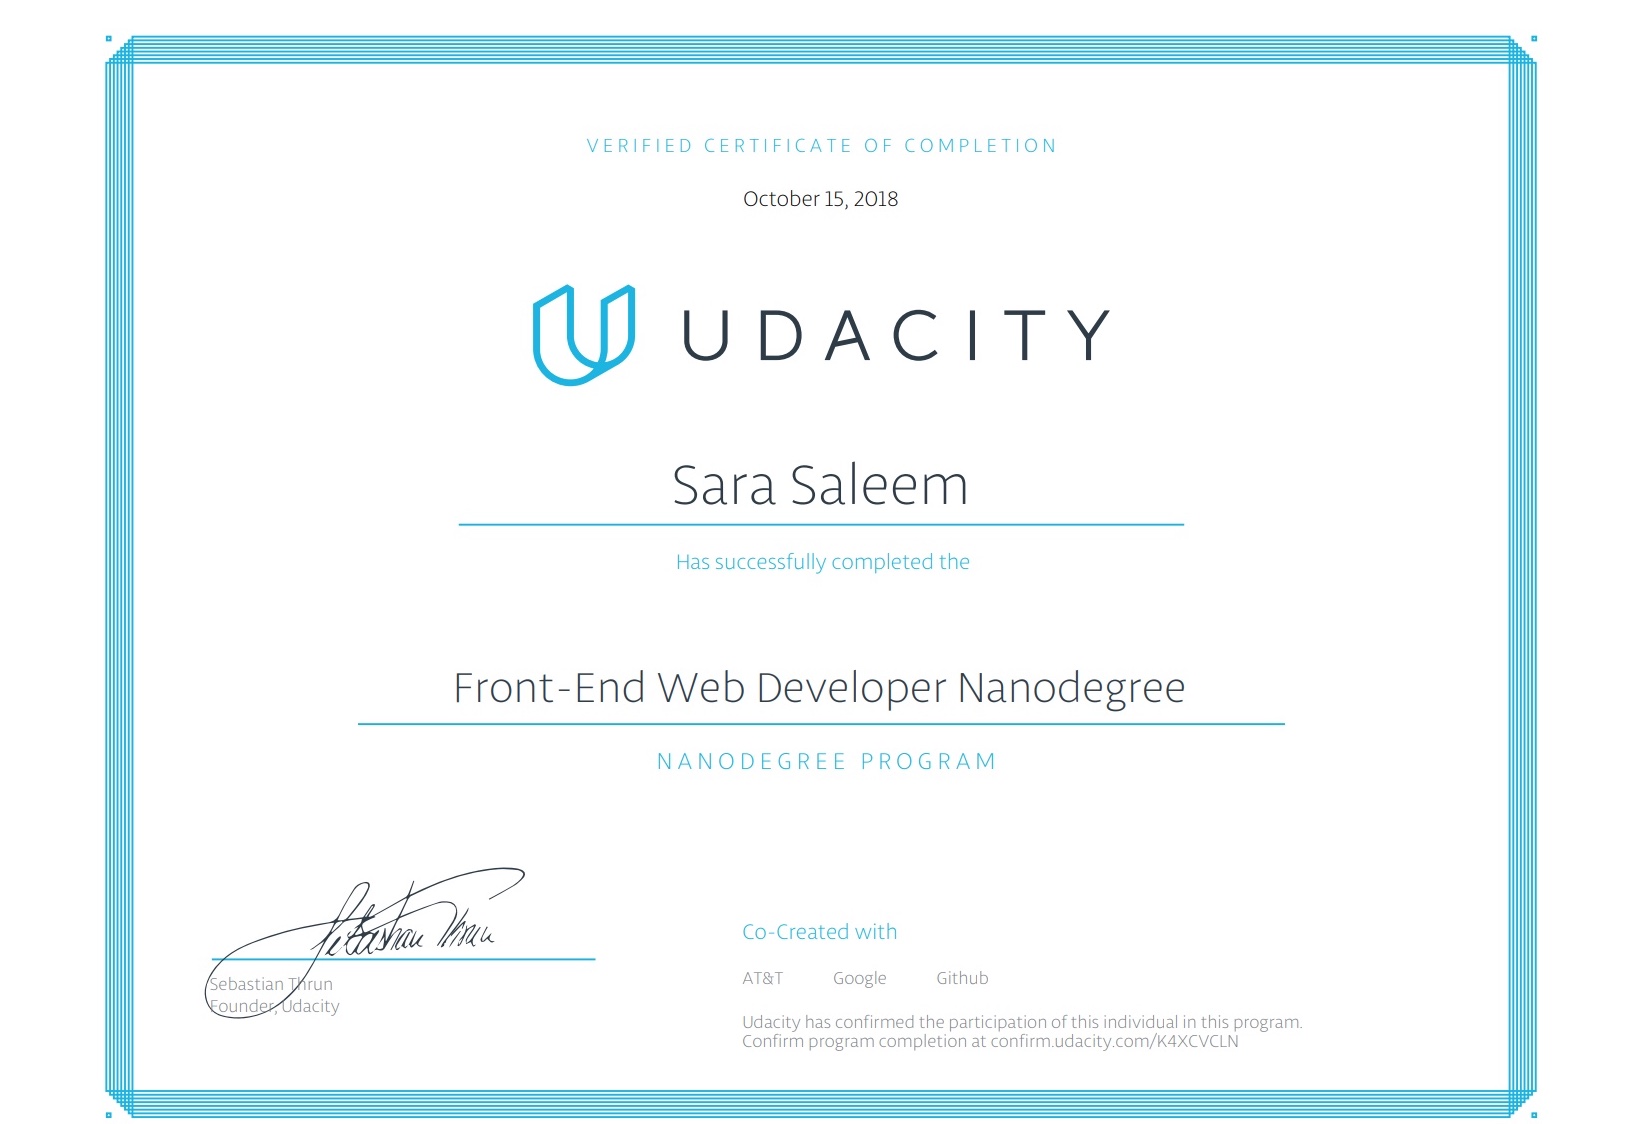 VERIFIED CERTIFICATE OF COMPLETION
October 15, 2018
UDACITY
Sara Saleem
Has successfully completed the
Front-End Web Developer Nanodegree
NANODEGREE PROGRAM
Sebastian Thrun
Sebastian Thrun
Founder, Udacity
Co-Created with
AT&T Google Github
Udacity has confirmed the participation of this individual in this program.
Confirm program completion at confirm.udacity.com/K4XCVCLN